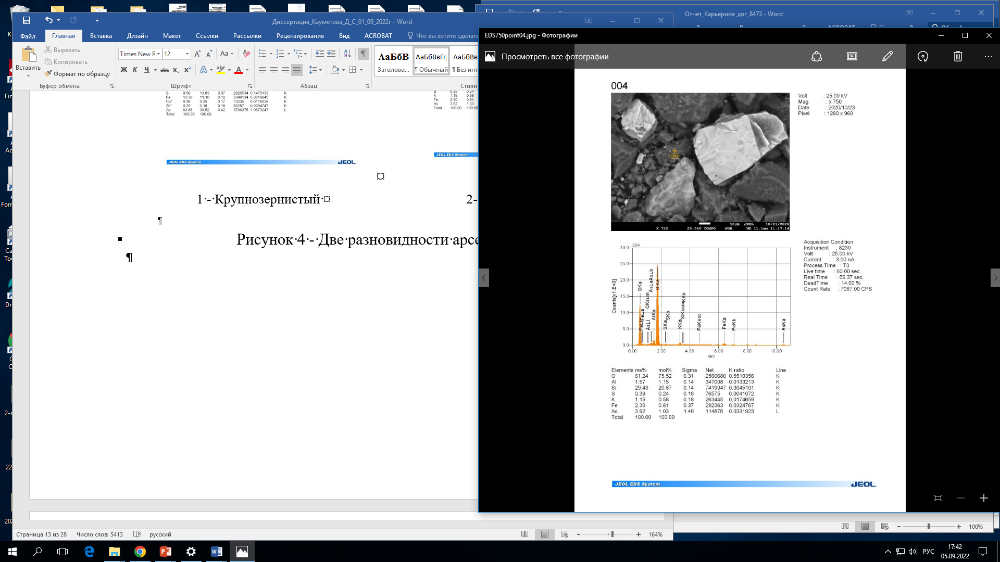 Диссертация_Кауметова_Д_С_01_09_2022г - Word
Отчет_Карьерное_дог_8473 - Word
Файл
Главная
Вставка
Дизайн
Макет
Ссылки
Рассылки
Рецензирование
Вид
ACROBAT
Что вы хотите сделать
Вставить
Вырезать
Копировать
Формат по образцу
Буфер обмена
Times New R
12
Шрифт
Абзац
АаБбВ
АаБбВвГг,
АаБбВв
Заголово...
¶ Обычный
¶ Без инт
Стили
S 9.56 13.83 0.07 2826534 0.1475133 K
Fe 13.38 11.10 0.12 3349134 0.3619945 K
Cu* 0.36 0.26 0.17 73235 0.0118036 K
Zn* 0.25 0.18 0.18 50257 0.0094747 K
As 63.88 39.52 0.42 3796375 1.0673247 L
Total 100.00 100.00
S 0.39 0.24
K 1.15 0.58
Fe 2.30 0.81
As 3.92 1.03
Total 100.00 100.00
JEOL EDS System JEOL
JEOL EDS System
¤
1·-·Крупнозернистый·¤
2-
¶
Рисунок·4·-·Две·разновидности·арсе
¶
Страница 13 из 28
Число слов: 5413
русский
164%
EDS750point04.jpg - Фотографии
Просмотреть все фотографии
004
Volt : 25.00 kV
Mag. : x 750
Date : 2020/10/23
Pixel : 1280 x 960
004
10µm JEOL 10/23/2020
X 750 25.0kV COMPO NOR WD 11.1mm 11:17:14
Acquisition Condition
Instrument : 8230
Volt : 25.00 kV
Current : 3.00 nA
Process Time : T3
Live time : 60.00 sec.
Real Time : 69.37 sec.
DeadTime : 14.00 %
Count Rate : 7067.00 CPS
004
Counts[x1.E+3]
30.0
25.0
20.0
15.0
10.0
5.0
0.0
OKa
FeLl
FeLa
OKsum
AsLl
AsLa
AsLb
AlKa
SiKa
SKa
SKb
KKa
SiKsum
KKb
FeKesc
FeKa
FeKb
AsKa
0.00 2.00 4.00 6.00 8.00 10.00
keV
Elements ms% mol% Sigma Net K ratio Line
O 61.24 75.52 0.31 2560680 0.5510356 K
Al 1.57 1.15 0.14 347008 0.0133213 K
Si 29.43 20.67 0.14 7419047 0.3045101 K
S 0.39 0.24 0.16 76575 0.0041072 K
K 1.15 0.58 0.18 263445 0.0174659 K
Fe 2.30 0.81 0.37 292363 0.0324767 K
As 3.92 1.03 1.40 114876 0.0331923 L
Total 100.00 100.00
JEOL EDS System JEOL
100%
РУС
17:42
05.09.2022